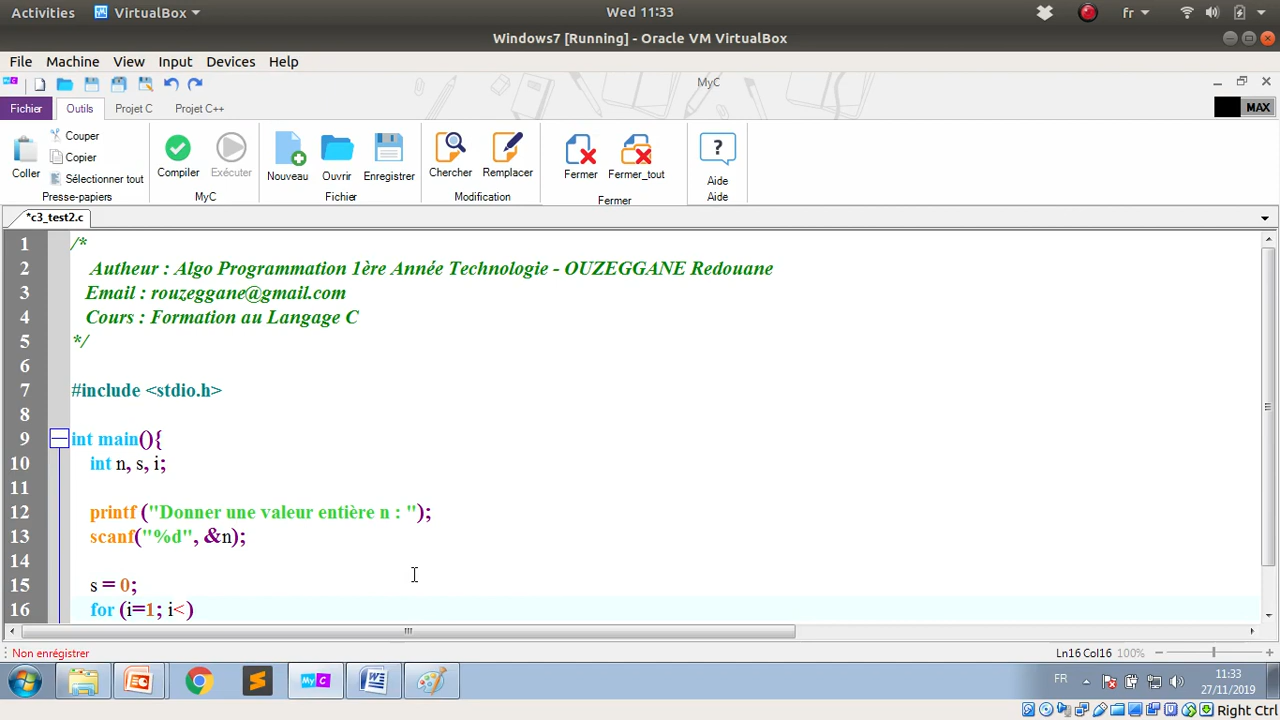 Activities VirtualBox Wed 11:33 fr
Windows7 [Running] - Oracle VM VirtualBox
File Machine View Input Devices Help
MyC
Fichier Outils Projet C Projet C++ MAX
Coller Couper Copier Sélectionner tout Compiler Exécuter Nouveau Ouvrir Enregistrer Chercher Remplacer Fermer Fermer_tout Aide
Presse-papiers MyC Fichier Modification Fermer Aide
*c3_test2.c
1 /*
2 Autheur : Algo Programmation 1ère Année Technologie - OUZEGGANE Redouane
3 Email : rouzeggane@gmail.com
4 Cours : Formation au Langage C
5 */
6
7 #include <stdio.h>
8
9 int main(){
10 int n, s, i;
11
12 printf ("Donner une valeur entière n : ");
13 scanf("%d", &n);
14
15 s = 0;
16 for (i=1; i<)
Non enrégistrer Ln16 Col16 100%
MyC FR 11:33
27/11/2019
Right Ctrl